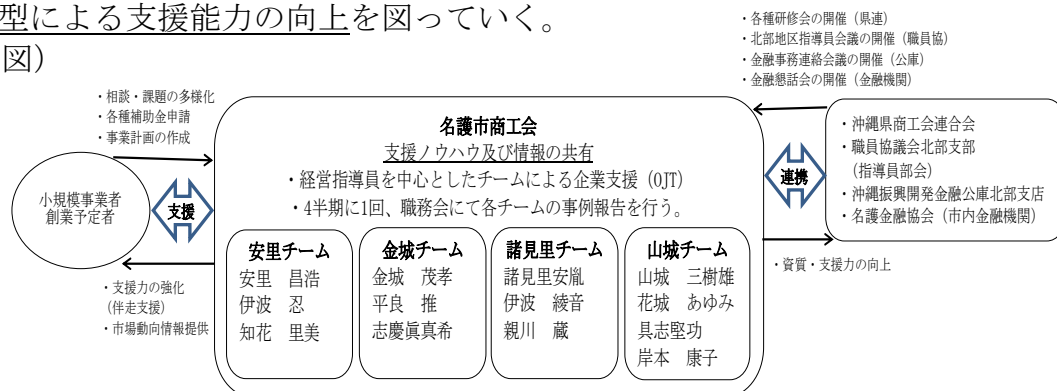 型による支援能力の向上を図っていく。
図）
・各種研修会の開催（県連）
・北部地区指導員会議の開催（職員協）
・金融事務連絡会議の開催（公庫）
・金融懇話会の開催（金融機関）
・相談・課題の多様化
・各種補助金申請
・事業計画の作成
小規模事業者
創業予定者
支援
・支援力の強化
（伴走支援）
・市場動向情報提供
名護市商工会
支援ノウハウ及び情報の共有
・経営指導員を中心としたチームによる企業支援（OJT）
・4半期に1回、職務会にて各チームの事例報告を行う。
安里チーム
安里　昌浩
伊波　忍
知花　里美
金城チーム
金城　茂孝
平良　推
志慶眞真希
諸見里チーム
諸見里安胤
伊波　綾音
親川　蔵
山城チーム
山城　三樹雄
花城　あゆみ
具志堅功
岸本　康子
連携
・沖縄県商工会連合会
・職員協議会北部支部
（指導員部会）
・沖縄振興開発金融公庫北部支店
・名護金融協会（市内金融機関）
・資質・支援力の向上